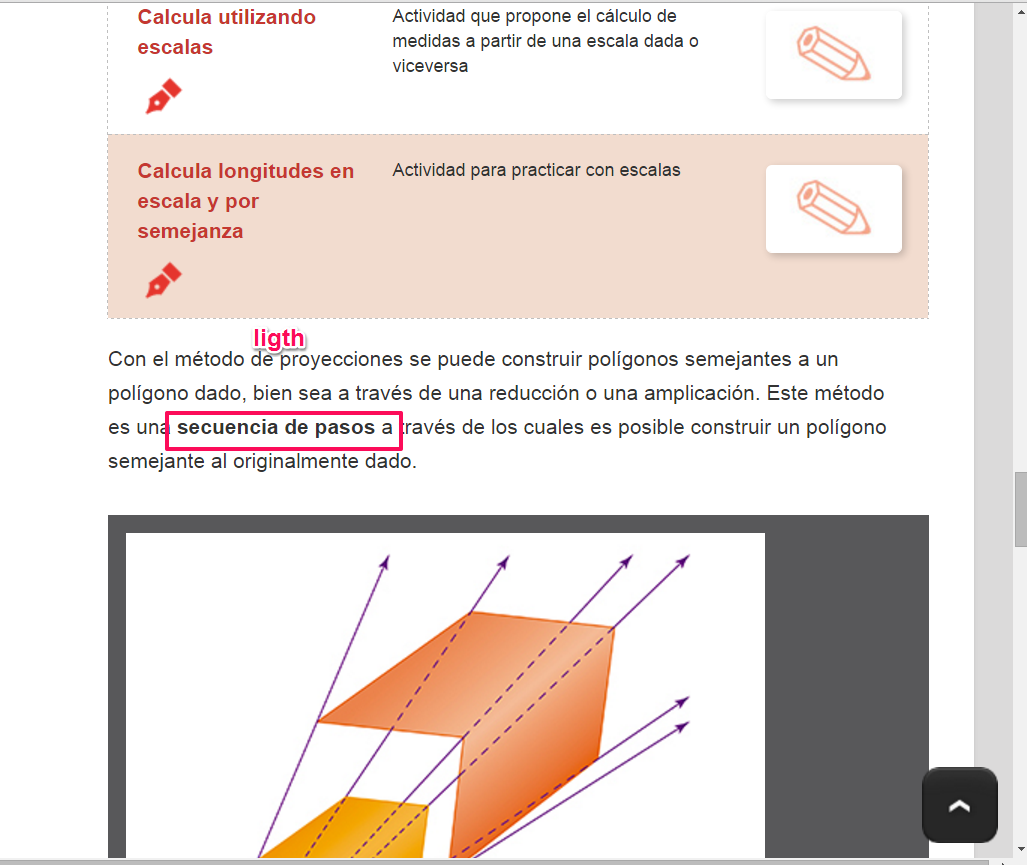 Calcula utilizando
escalas
Actividad que propone el cálculo de
medidas a partir de una escala dada o
viceversa
Calcula longitudes en
escala y por
semejanza
Actividad para practicar con escalas
ligth
Con el método de proyecciones se puede construir polígonos semejantes a un
polígono dado, bien sea a través de una reducción o una amplicación. Este método
es una secuencia de pasos a través de los cuales es posible construir un polígono
semejante al originalmente dado.